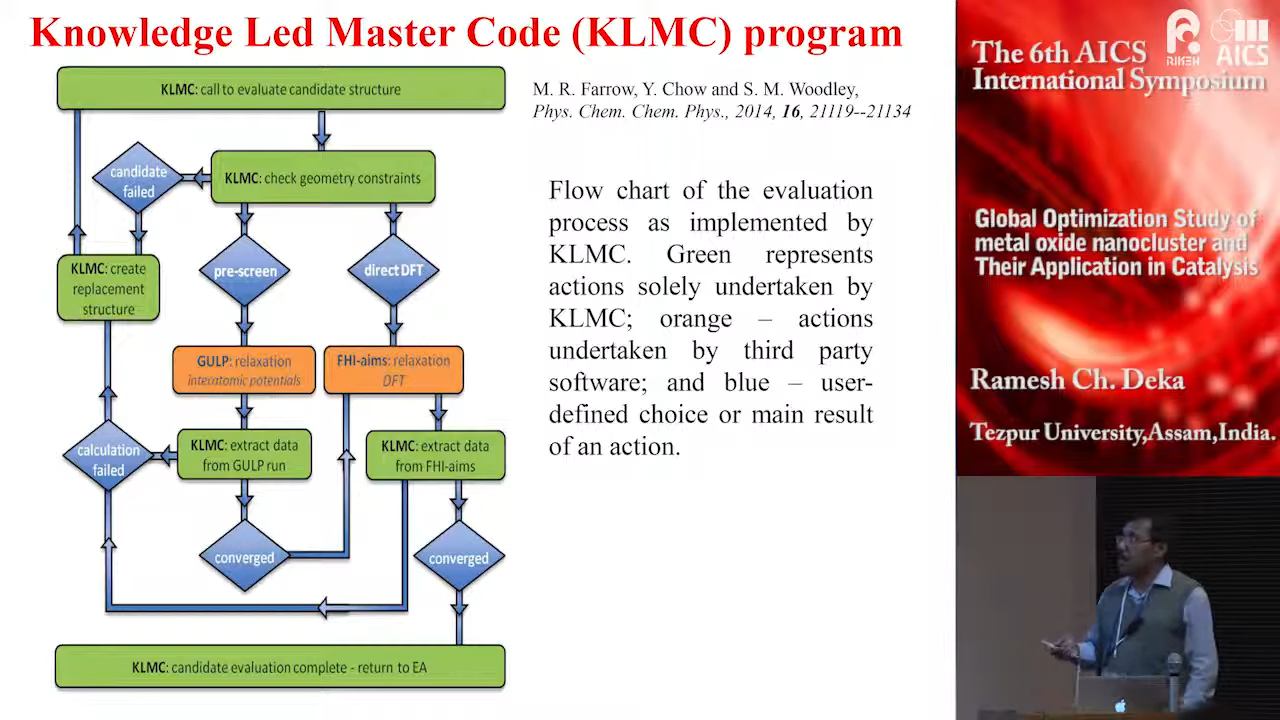 Knowledge Led Master Code (KLMC) program
KLMC: call to evaluate candidate structure
candidate
failed
KLMC: check geometry constraints
KLMC: create
replacement
structure
pre-screen
direct DFT
GULP: relaxation
interatomic potentials
FHI-aims: relaxation
DFT
calculation
failed
KLMC: extract data
from GULP run
KLMC: extract data
from FHI-aims
converged
converged
KLMC: candidate evaluation complete - return to EA
M. R. Farrow, Y. Chow and S. M. Woodley,
Phys. Chem. Chem. Phys., 2014, 16, 21119--21134
Flow chart of the evaluation
process as implemented by
KLMC. Green represents
actions solely undertaken by
KLMC; orange – actions
undertaken by third party
software; and blue – user-
defined choice or main result
of an action.
RIKEN
AICS
The 6th AICS
International Symposium
Global Optimization Study of
metal oxide nanocluster and
Their Application in Catalysis
Ramesh Ch. Deka
Tezpur University,Assam,India.